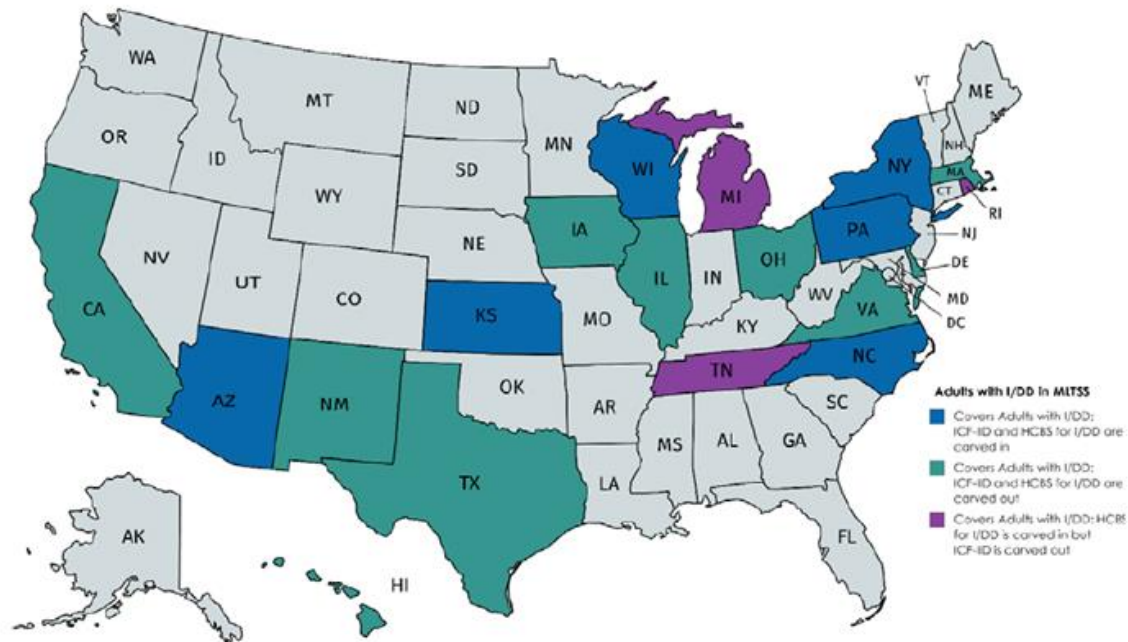 WA
MT
ND
MN
VT
ME
OR
ID
SD
WI
NY
NH
MA
WY
MI
CT
RI
IA
PA
NE
NJ
NV
OH
IL
IN
DE
UT
CO
WV
MD
CA
KS
MO
VA
KY
DC
NC
TN
AZ
NM
OK
AR
SC
MS
AL
GA
TX
LA
AK
FL
HI
Adults with I/DD in MLTSS
Covers Adults with I/DD;
ICF-ID and HCBS for I/DD are
carved in
Covers Adults with I/DD;
ICF-ID and HCBS for I/DD are
carved out
Covers Adults with I/DD; HCBS
for I/DD is carved in but
ICF-ID is carved out